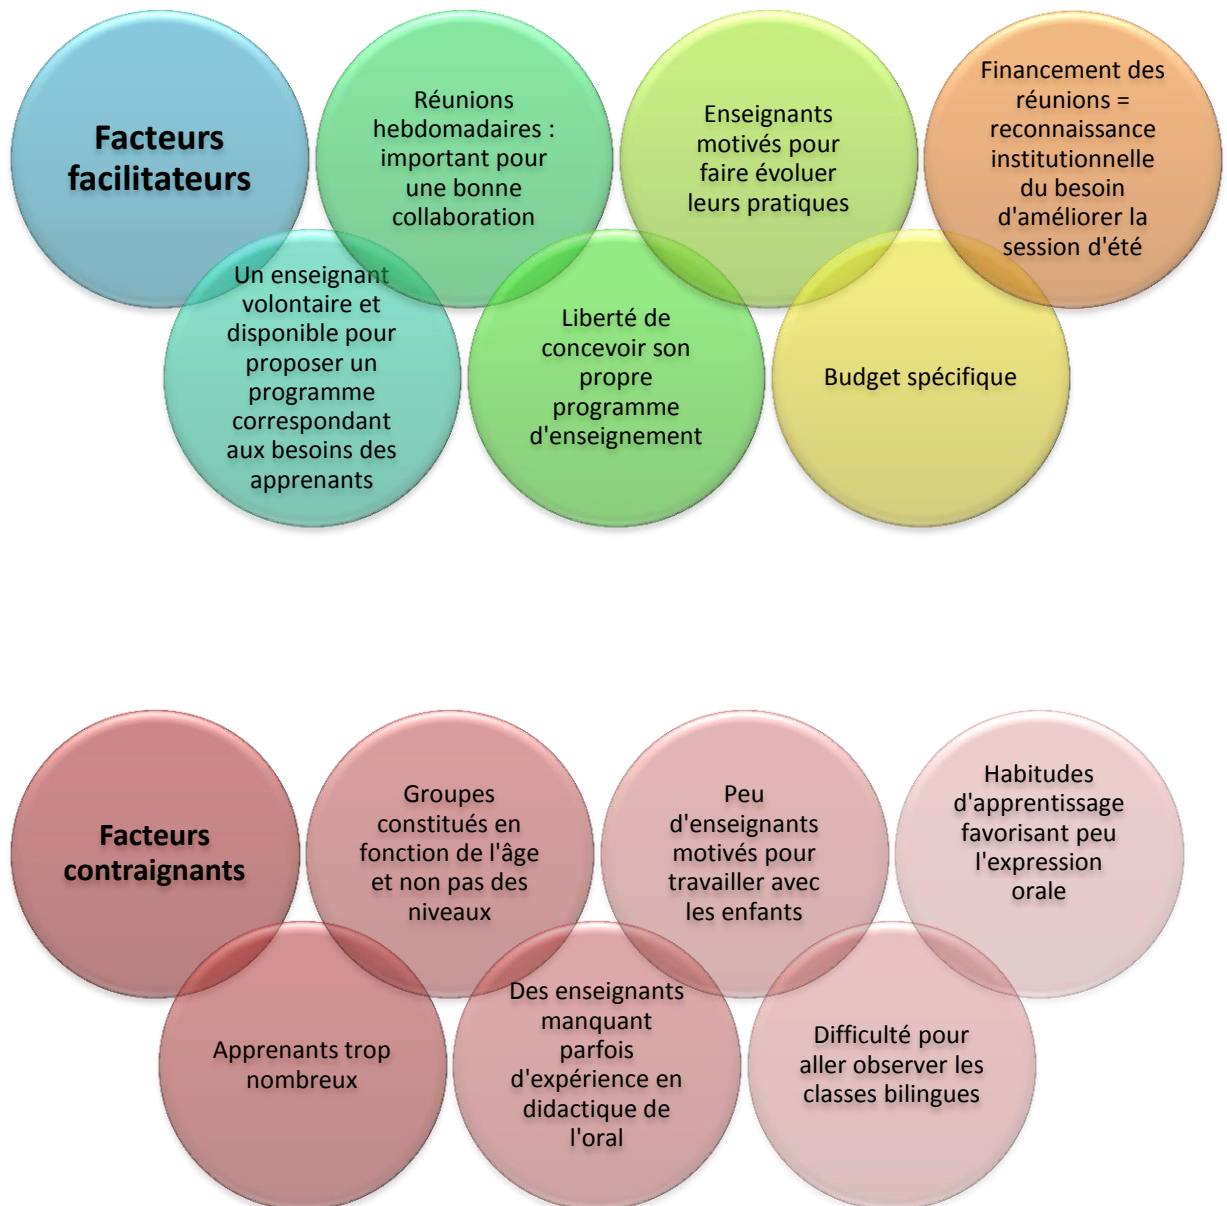 Facteurs
facilitateurs
Un enseignant
volontaire et
disponible pour
proposer un
programme
correspondant
aux besoins des
apprenants
Réunions
hebdomadaires :
important pour
une bonne
collaboration
Liberté de
concevoir son
propre
programme
d'enseignement
Enseignants
motivés pour
faire évoluer
leurs pratiques
Budget spécifique
Financement des
réunions =
reconnaissance
institutionnelle
du besoin
d'améliorer la
session d'été
Facteurs
contraignants
Apprenants trop
nombreux
Groupes
constitués en
fonction de l'âge
et non pas des
niveaux
Des enseignants
manquant
parfois
d'expérience en
didactique de
l'oral
Peu
d'enseignants
motivés pour
travailler avec
les enfants
Difficulté pour
aller observer les
classes bilingues
Habitudes
d'apprentissage
favorisant peu
l'expression
orale